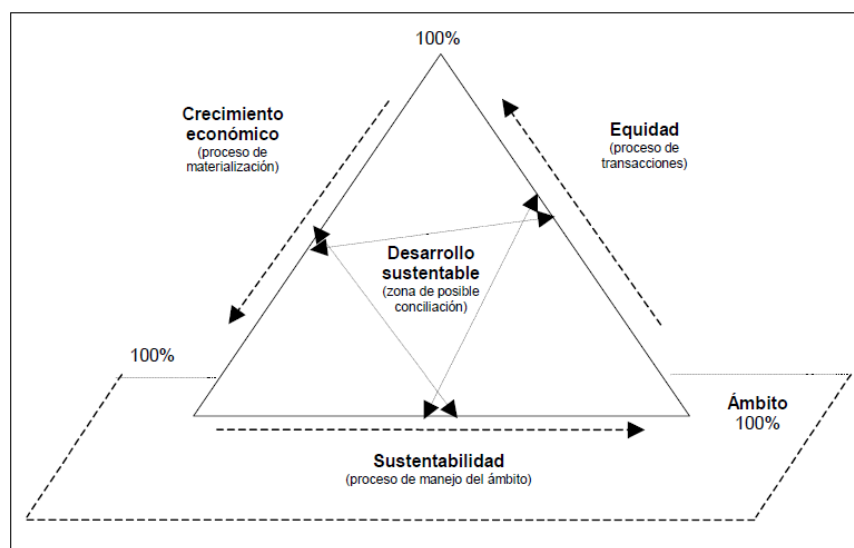 100%
Crecimiento
económico
(proceso de
materialización)
Equidad
(proceso de
transacciones)
Desarrollo
sustentable
(zona de posible
conciliación)
100%
Ámbito
100%
Sustentabilidad
(proceso de manejo del ámbito)